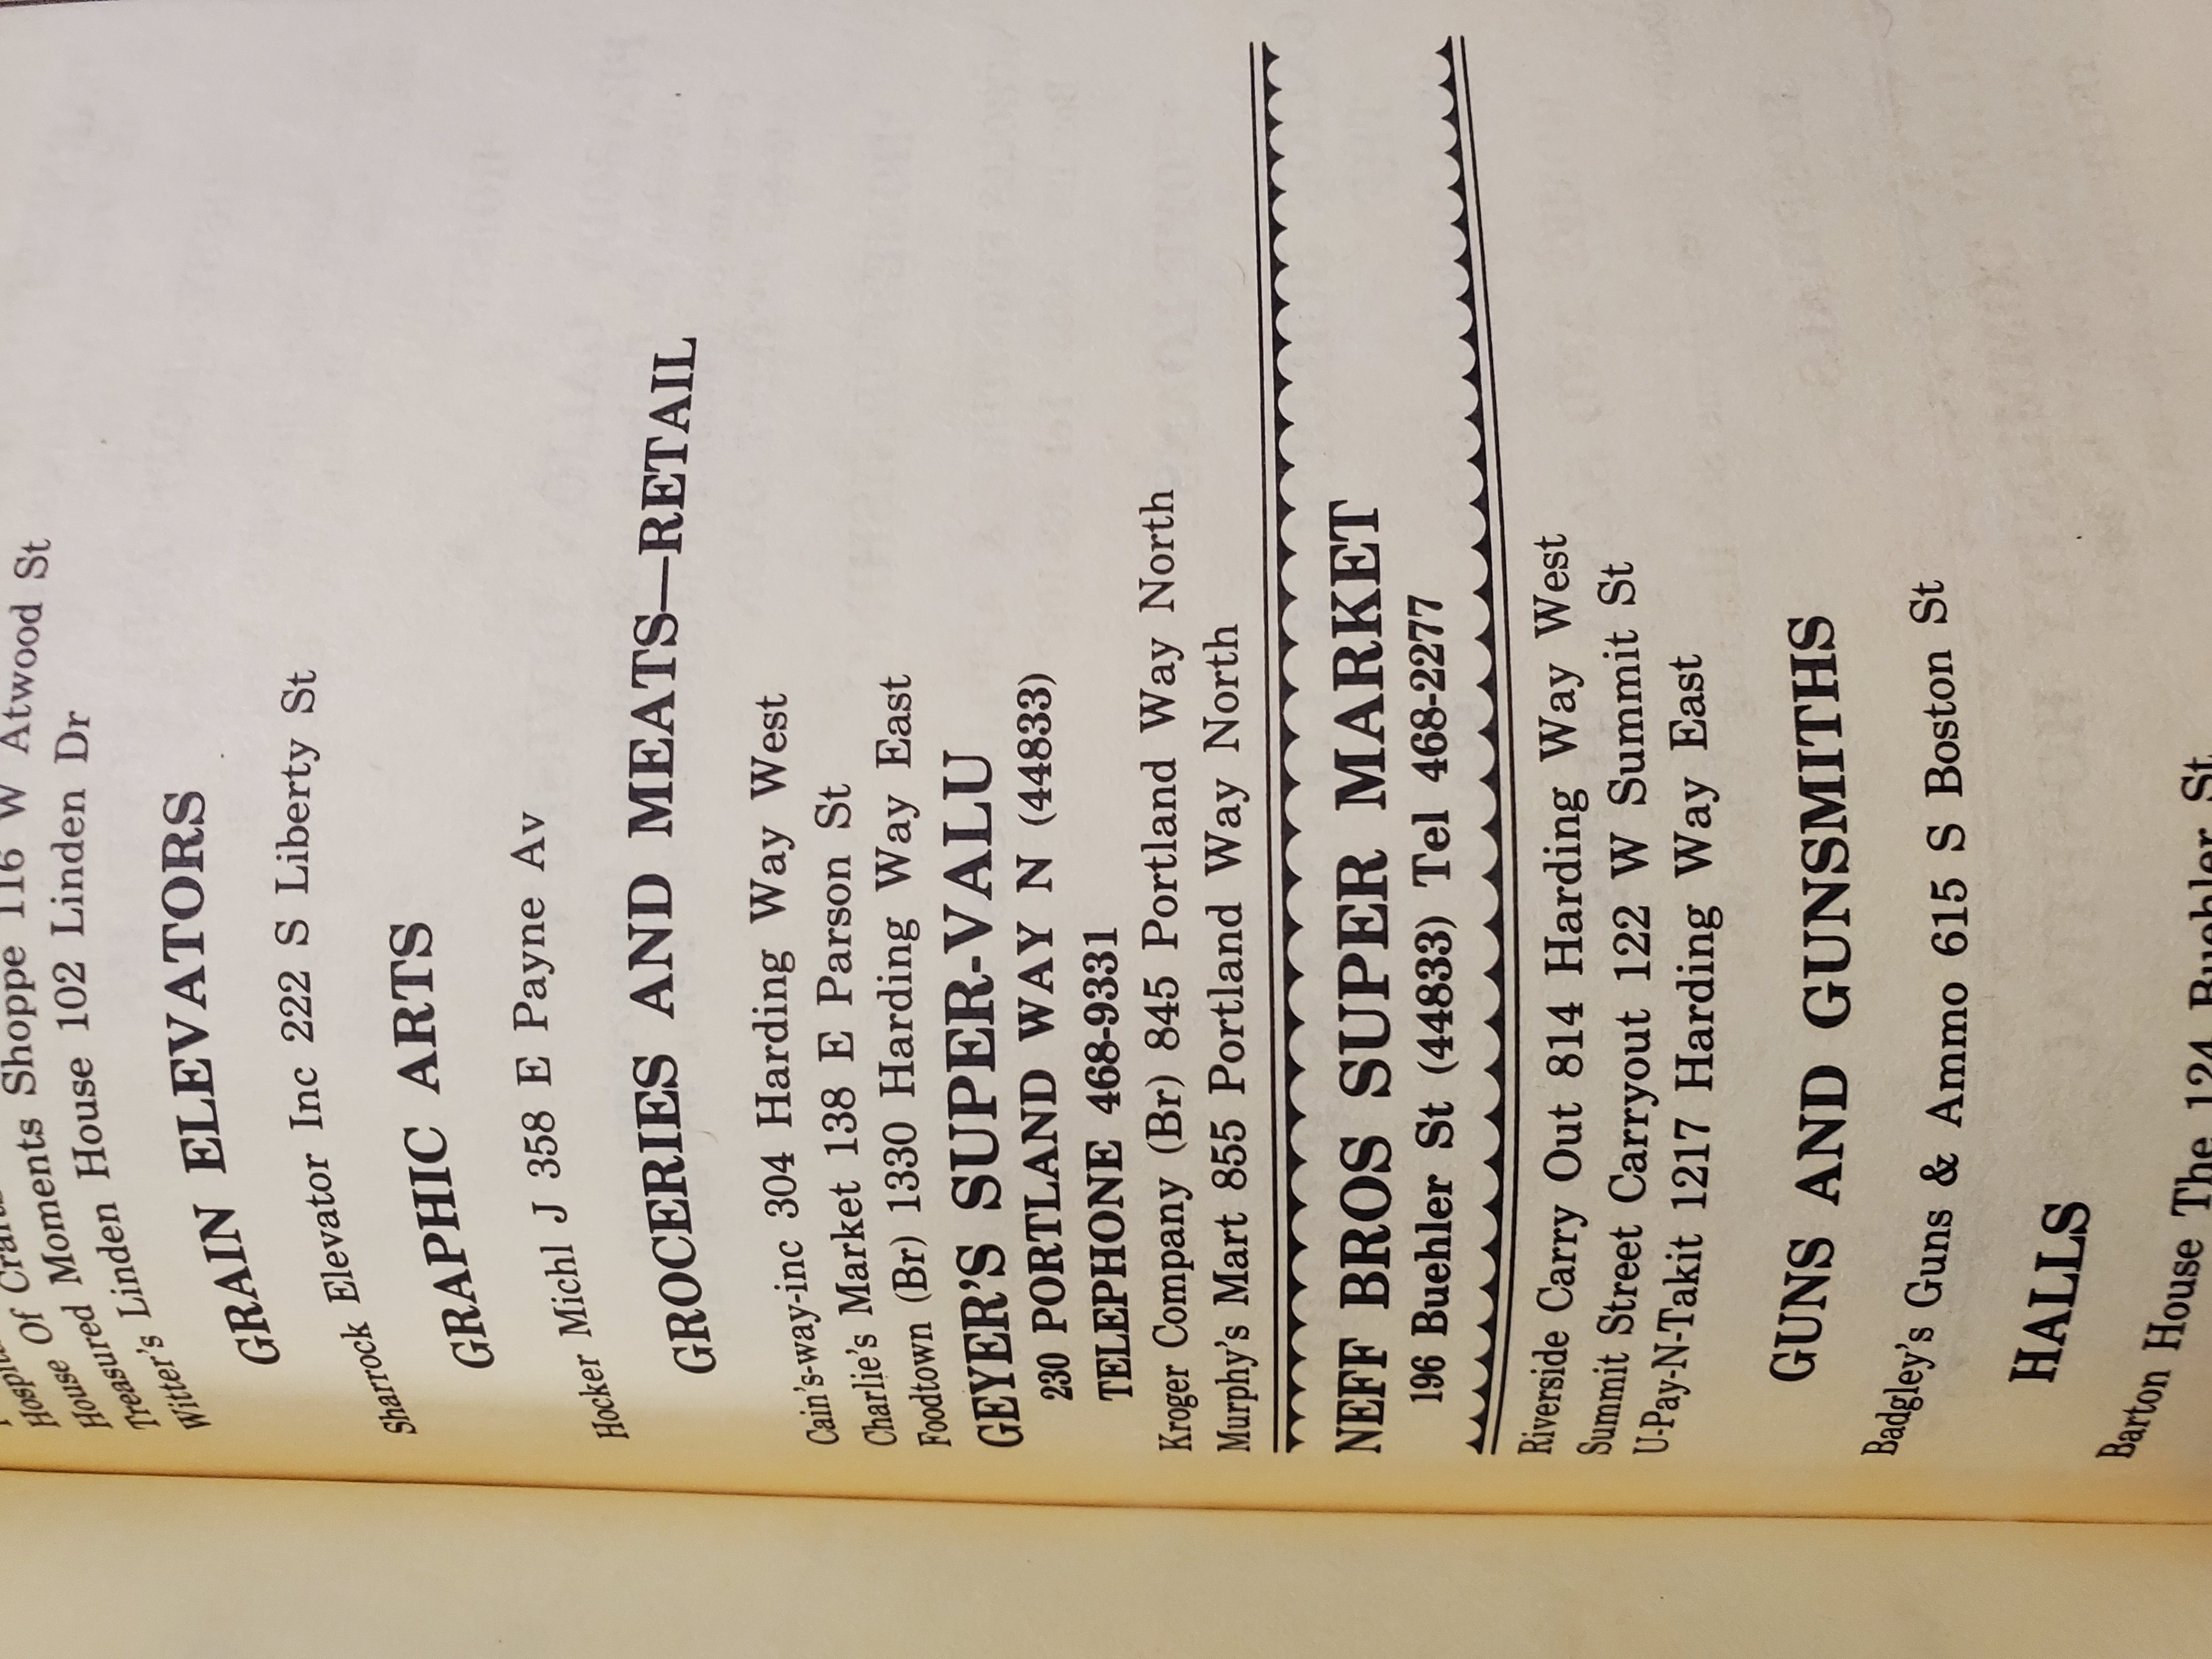 Hospital
House Of Moments Shoppe 116 W Atwood St
Housured House 102 Linden Dr
Treasured Linden
Witter's
GRAIN ELEVATORS
Sharrock Elevator Inc 222 S Liberty St
GRAPHIC ARTS
Hocker Michl J 358 E Payne Av
GROCERIES AND MEATS—RETAIL
Cain's-way-inc 304 Harding Way West
Charlie's Market 138 E Parson St
Foodtown (Br) 1330 Harding Way East
GEYER'S SUPER-VALU
230 PORTLAND WAY N (44833)
TELEPHONE 468-9331
Kroger Company (Br) 845 Portland Way North
Murphy's Mart 855 Portland Way North
NEFF BROS SUPER MARKET
196 Buehler St (44833) Tel 468-2277
Riverside Carry Out 814 Harding Way West
Summit Street Carryout 122 W Summit St
U-Pay-N-Takit 1217 Harding Way East
GUNS AND GUNSMITHS
Badgley's Guns & Ammo 615 S Boston St
HALLS
Barton House The 124 Buehler St